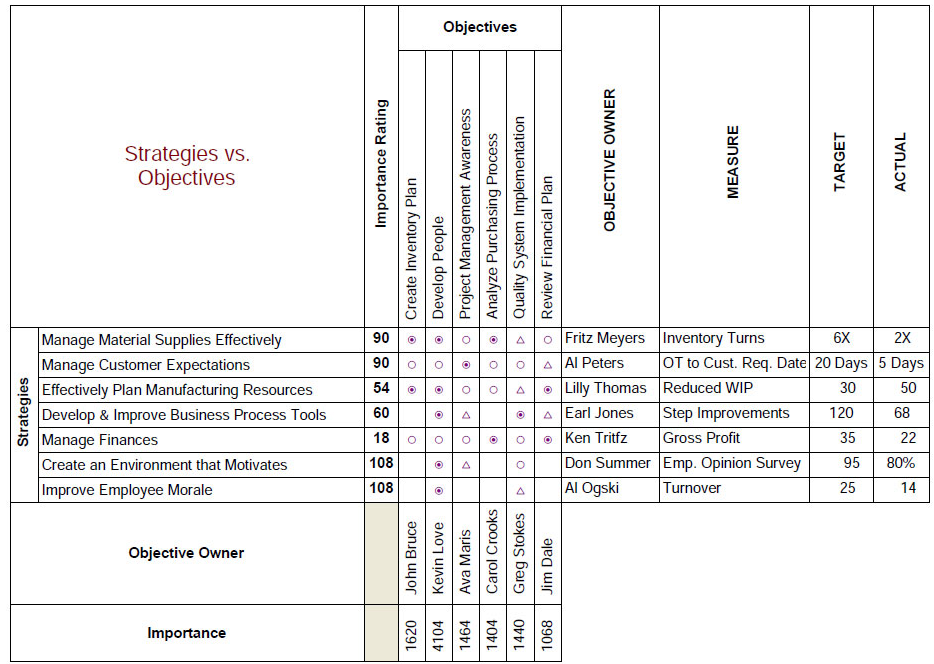 Objectives
Strategies vs.
Objectives
Importance Rating
Create Inventory Plan
Develop People
Project Management Awareness
Analyze Purchasing Process
Quality System Implementation
Review Financial Plan
OBJECTIVE OWNER
MEASURE
TARGET
ACTUAL
Strategies
Manage Material Supplies Effectively 90 Fritz Meyers Inventory Turns 6X 2X
Manage Customer Expectations 90 Al Peters OT to Cust. Req. Date 20 Days 5 Days
Effectively Plan Manufacturing Resources 54 Lilly Thomas Reduced WIP 30 50
Develop & Improve Business Process Tools 60 Earl Jones Step Improvements 120 68
Manage Finances 18 Ken Tritfz Gross Profit 35 22
Create an Environment that Motivates 108 Don Summer Emp. Opinion Survey 95 80%
Improve Employee Morale 108 Al Ogski Turnover 25 14
Objective Owner
John Bruce
Kevin Love
Ava Maris
Carol Crooks
Greg Stokes
Jim Dale
Importance
1620
4104
1464
1404
1440
1068